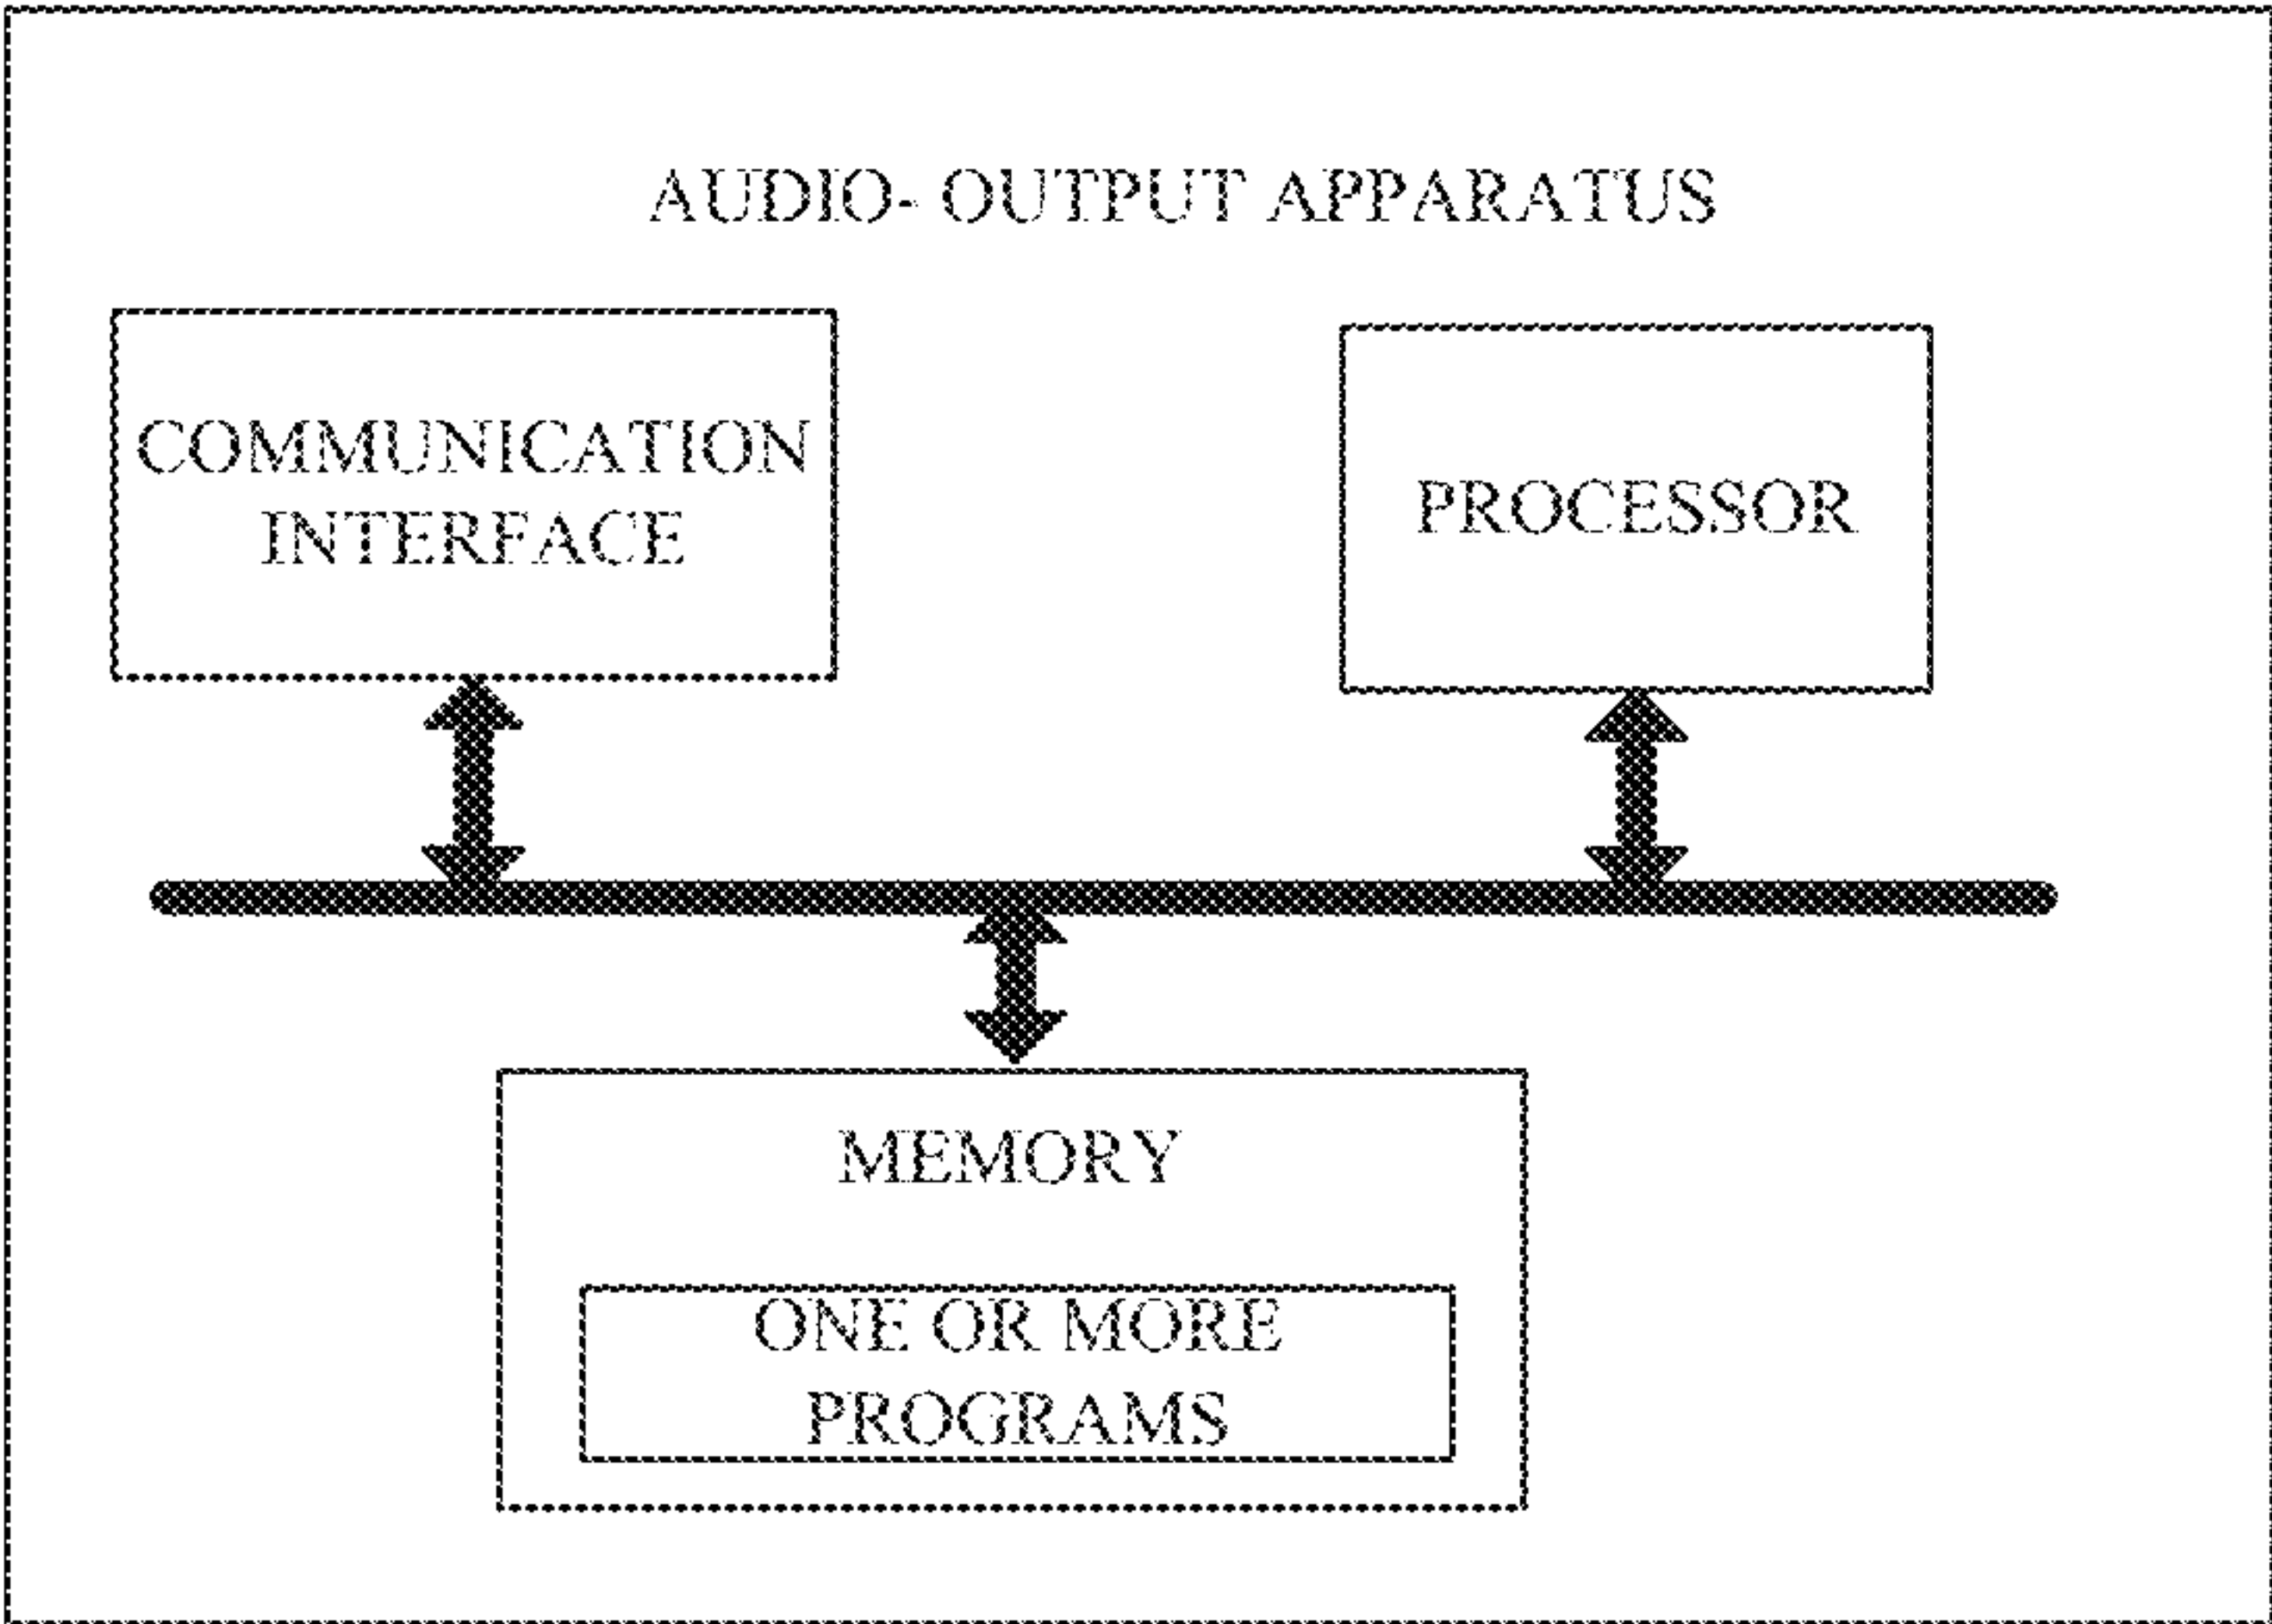 AUDIO- OUTPUT APPARATUS
COMMUNICATION
INTERFACE
PROCESSOR
MEMORY
ONE OR MORE
PROGRAMS